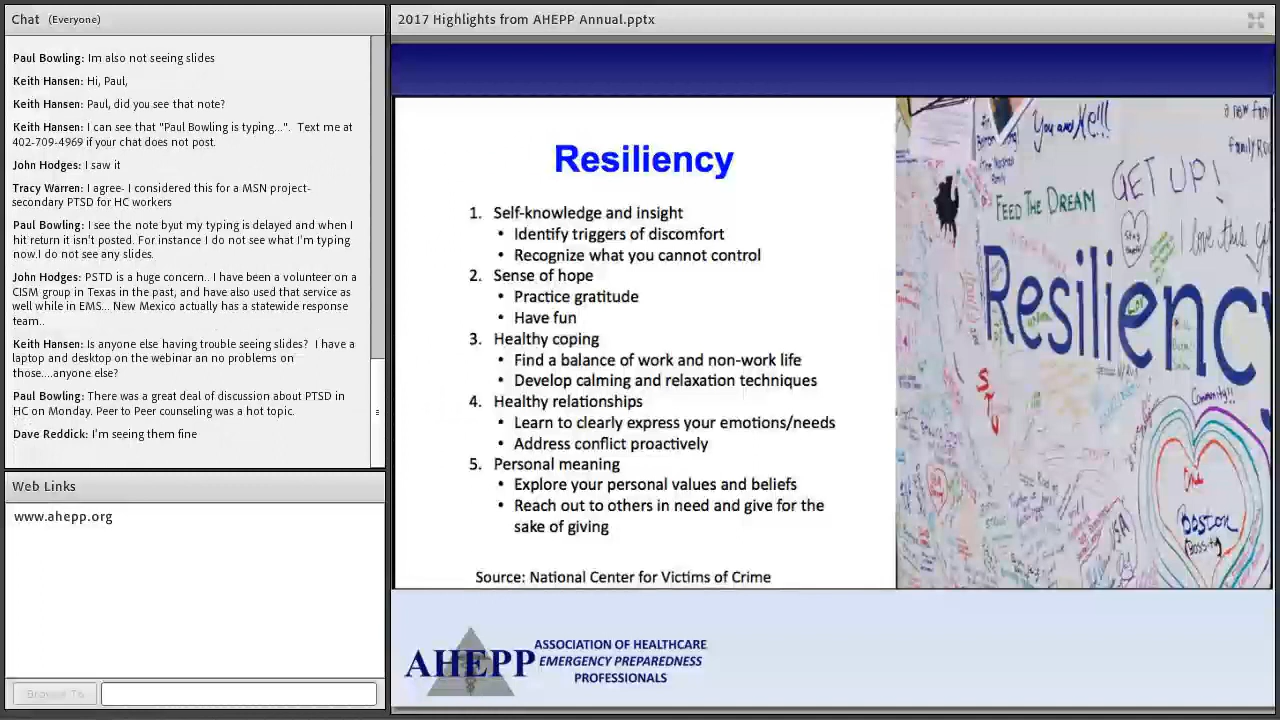 Chat (Everyone)
Paul Bowling: Im also not seeing slides
Keith Hansen: Hi, Paul,
Keith Hansen: Paul, did you see that note?
Keith Hansen: I can see that "Paul Bowling is typing...". Text me at
402-709-4969 if your chat does not post.
John Hodges: I saw it
Tracy Warren: I agree- I considered this for a MSN project-
secondary PTSD for HC workers
Paul Bowling: I see the note byut my typing is delayed and when I
hit return it isn't posted. For instance I do not see what I'm typing
now.I do not see any slides.
John Hodges: PSTD is a huge concern.. I have been a volunteer on a
CISM group in Texas in the past, and have also used that service as
well while in EMS... New Mexico actually has a statewide response
team..
Keith Hansen: Is anyone else having trouble seeing slides? I have a
laptop and desktop on the webinar an no problems on
those....anyone else?
Paul Bowling: There was a great deal of discussion about PTSD in
HC on Monday. Peer to Peer counseling was a hot topic.
Dave Reddick: I'm seeing them fine
Web Links
www.ahepp.org
Browse To
2017 Highlights from AHEPP Annual.pptx
Resiliency
1. Self-knowledge and insight
• Identify triggers of discomfort
• Recognize what you cannot control
2. Sense of hope
• Practice gratitude
• Have fun
3. Healthy coping
• Find a balance of work and non-work life
• Develop calming and relaxation techniques
4. Healthy relationships
• Learn to clearly express your emotions/needs
• Address conflict proactively
5. Personal meaning
• Explore your personal values and beliefs
• Reach out to others in need and give for the
sake of giving
Source: National Center for Victims of Crime
You and ME!!!
GET UP!
FEED THE DREAM
I love this
Resiliency
Community!!
USA
Boston
AHEPP
ASSOCIATION OF HEALTHCARE
EMERGENCY PREPAREDNESS
PROFESSIONALS